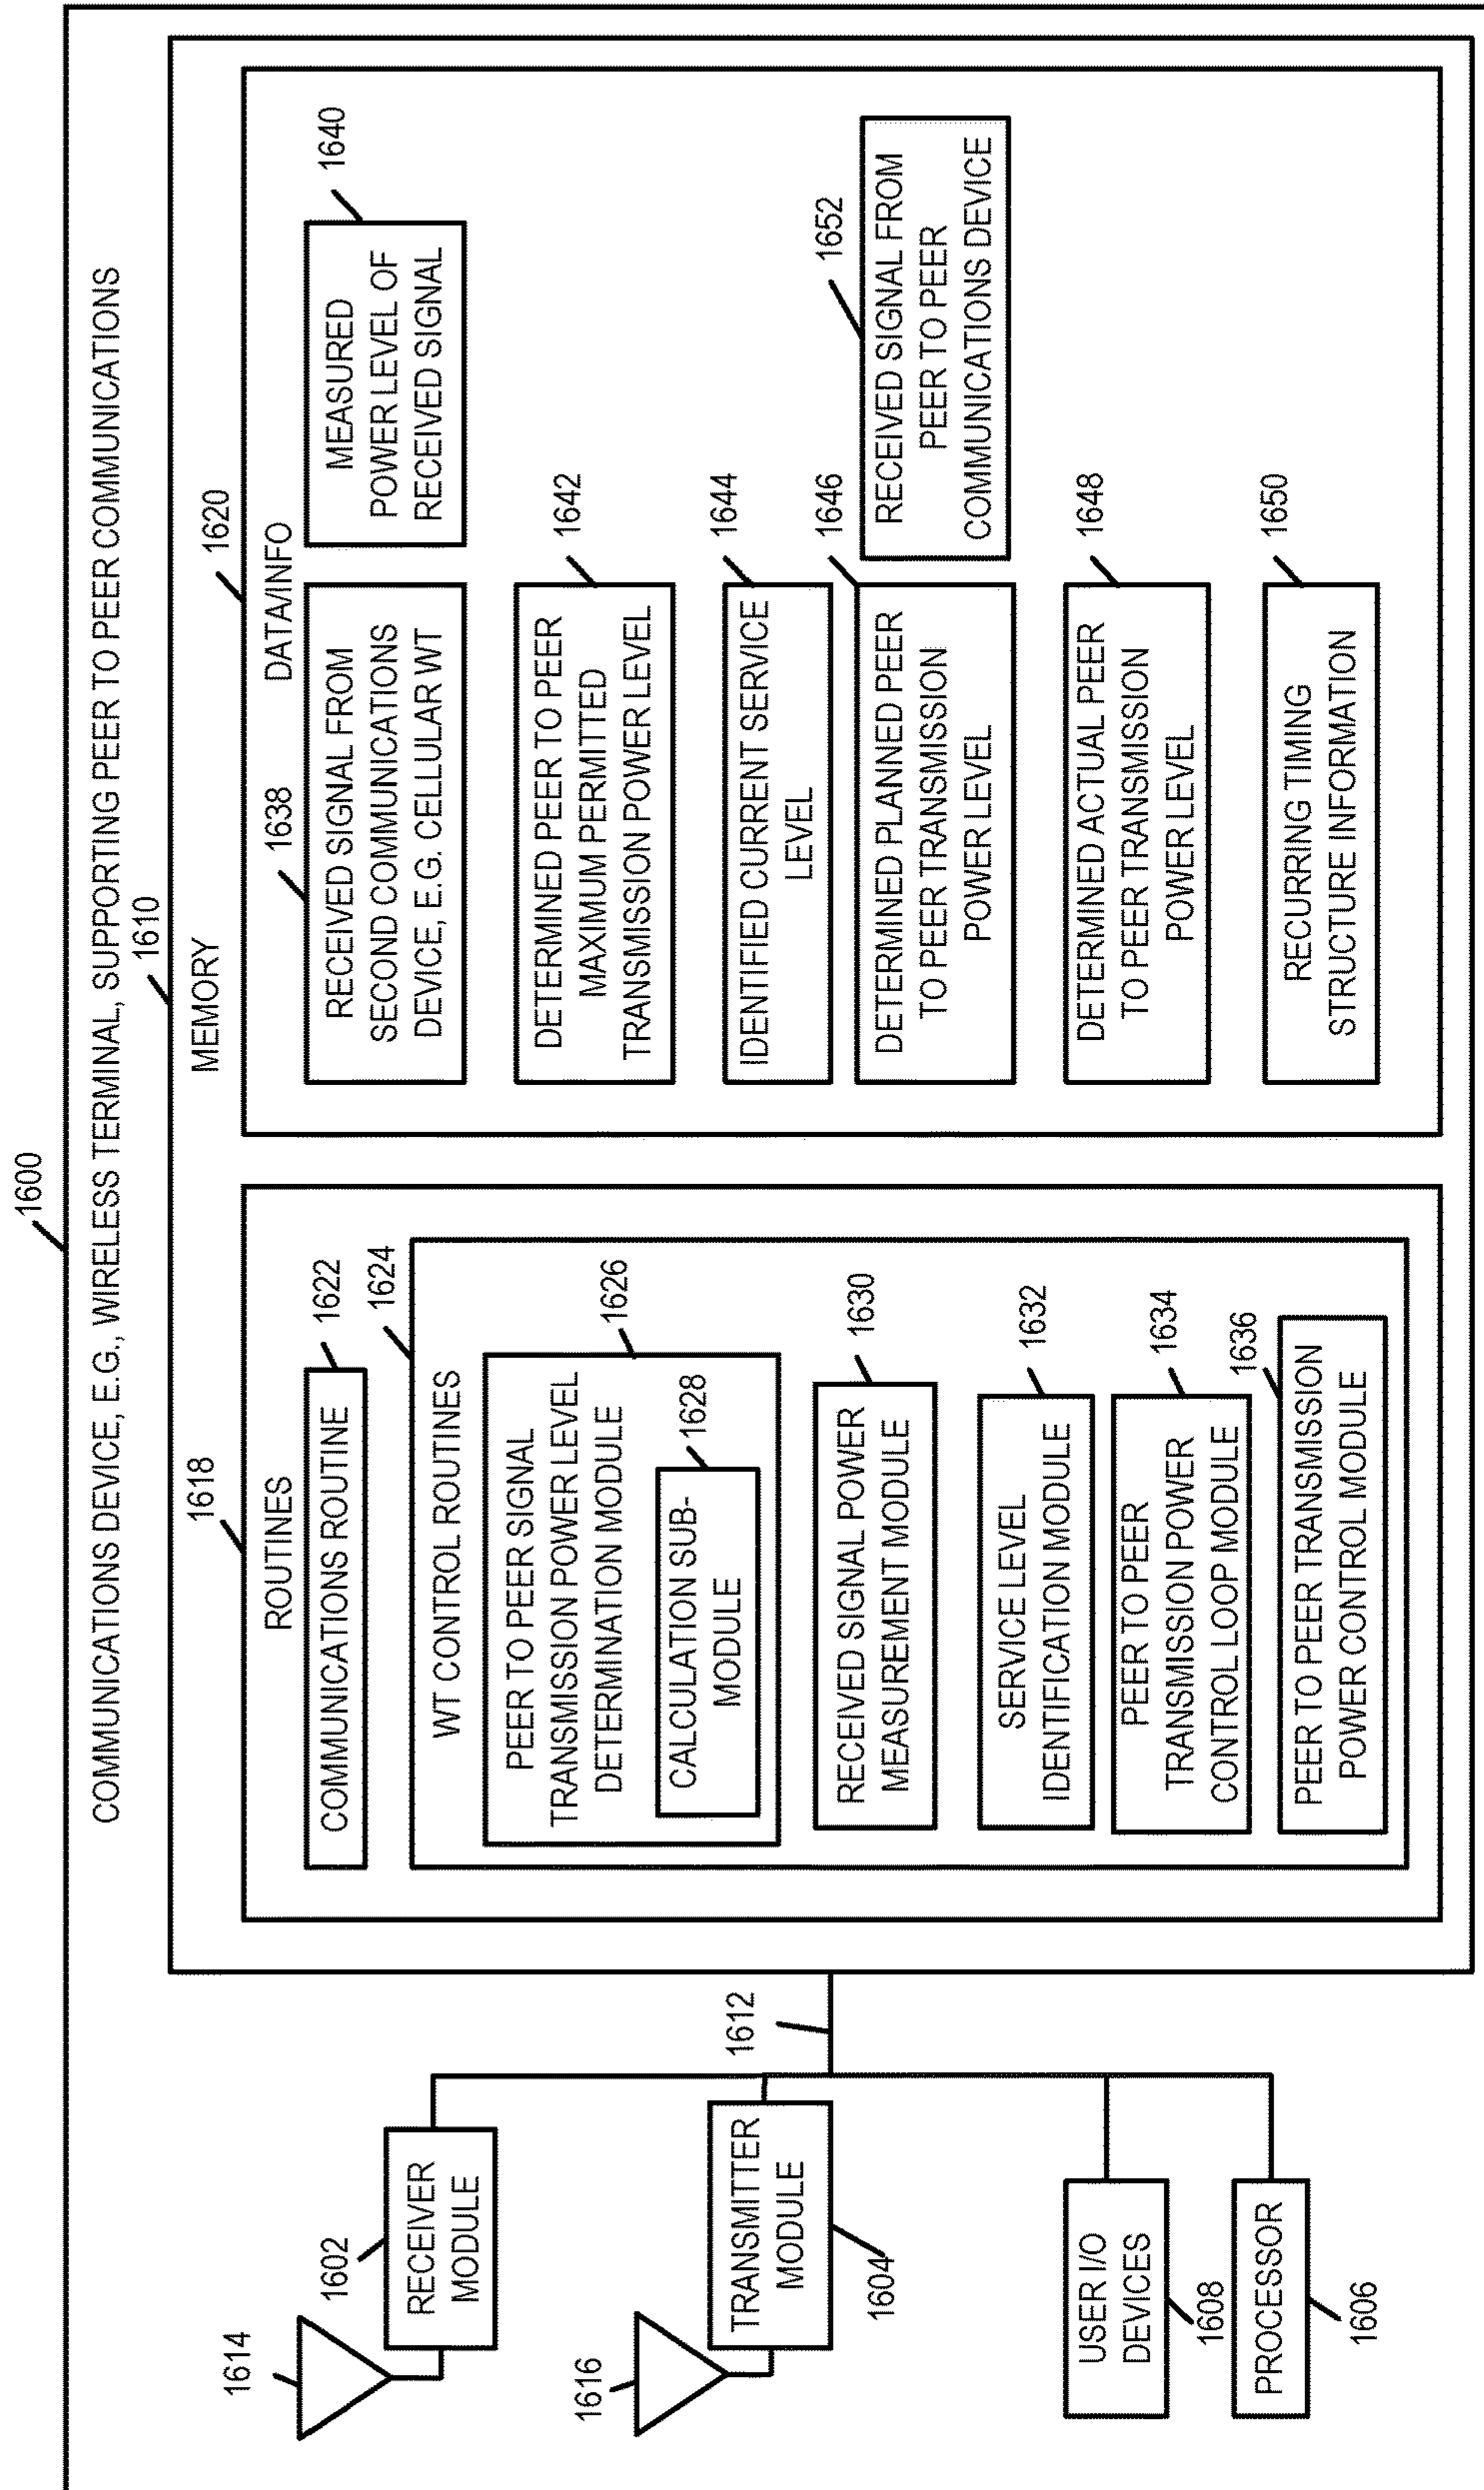 1600
COMMUNICATIONS DEVICE, E.G., WIRELESS TERMINAL, SUPPORTING PEER TO PEER COMMUNICATIONS
1614
1602
RECEIVER
MODULE
1616
TRANSMITTER
MODULE
1604
USER I/O
DEVICES
1608
PROCESSOR
1606
1612
1610
MEMORY
1618
ROUTINES
1622
COMMUNICATIONS ROUTINE
1624
WT CONTROL ROUTINES
1626
PEER TO PEER SIGNAL
TRANSMISSION POWER LEVEL
DETERMINATION MODULE
1628
CALCULATION SUB-
MODULE
1630
RECEIVED SIGNAL POWER
MEASUREMENT MODULE
1632
SERVICE LEVEL
IDENTIFICATION MODULE
1634
PEER TO PEER
TRANSMISSION POWER
CONTROL LOOP MODULE
1636
PEER TO PEER TRANSMISSION
POWER CONTROL MODULE
1620
DATA/INFO
1638
RECEIVED SIGNAL FROM
SECOND COMMUNICATIONS
DEVICE, E.G. CELLULAR WT
1640
MEASURED
POWER LEVEL OF
RECEIVED SIGNAL
1642
DETERMINED PEER TO PEER
MAXIMUM PERMITTED
TRANSMISSION POWER LEVEL
1644
IDENTIFIED CURRENT SERVICE
LEVEL
1646
DETERMINED PLANNED PEER
TO PEER TRANSMISSION
POWER LEVEL
1652
RECEIVED SIGNAL FROM
PEER TO PEER
COMMUNICATIONS DEVICE
1648
DETERMINED ACTUAL PEER
TO PEER TRANSMISSION
POWER LEVEL
1650
RECURRING TIMING
STRUCTURE INFORMATION